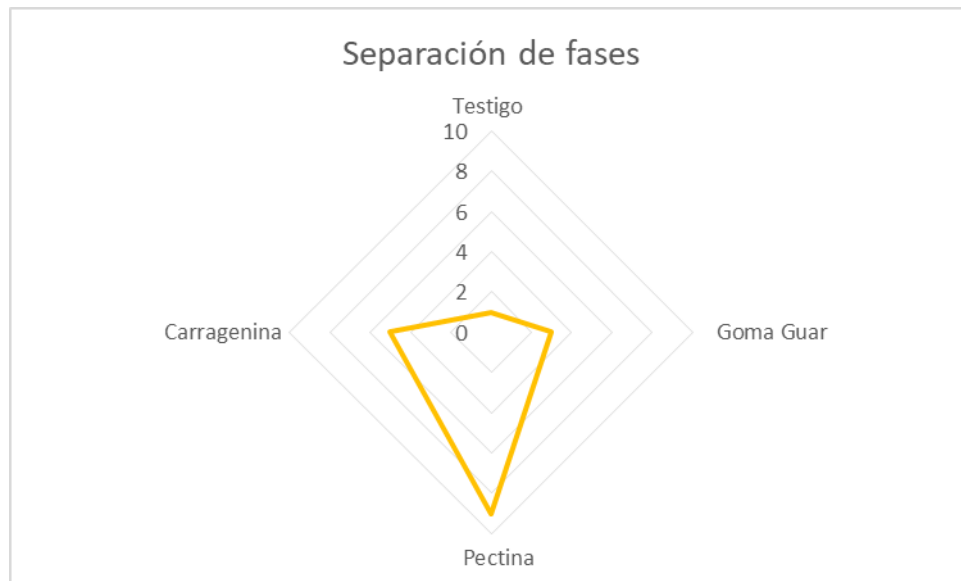 Separación de fases
Testigo
10
8
6
4
2
0
Carragenina
Goma Guar
Pectina